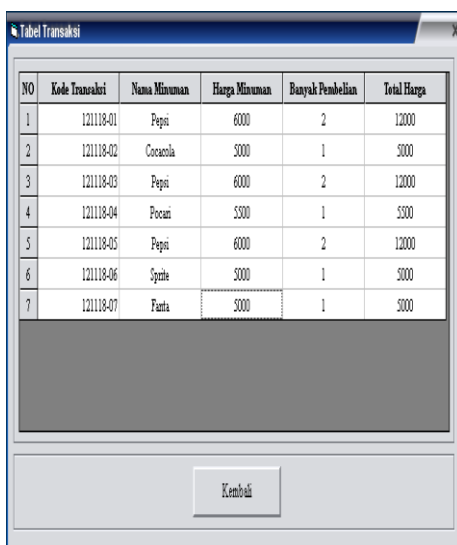 Tabel Transaksi
NO Kode Transaksi Nama Minuman Harga Minuman Banyak Pembelian Total Harga
1 121118-01 Pepsi 6000 2 12000
2 121118-02 Cocacola 5000 1 5000
3 121118-03 Pepsi 6000 2 12000
4 121118-04 Pocari 5500 1 5500
5 121118-05 Pepsi 6000 2 12000
6 121118-06 Sprite 5000 1 5000
7 121118-07 Fanta 5000 1 5000
Kembali